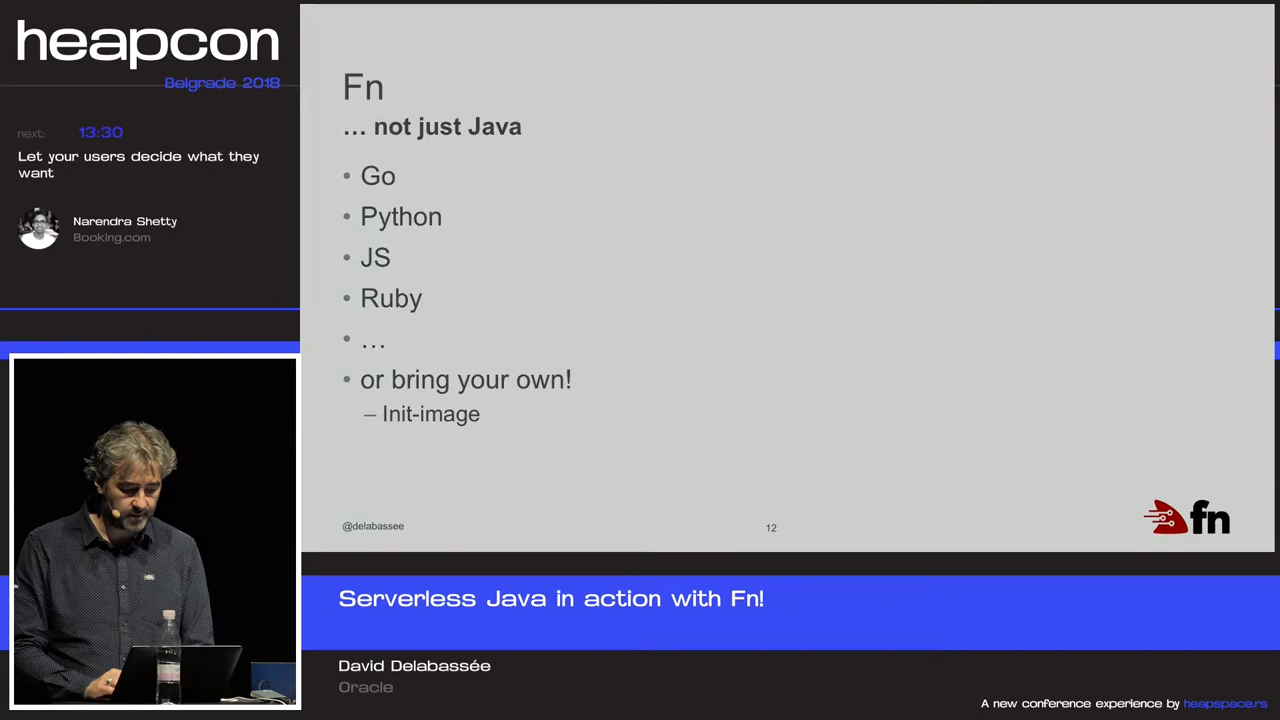 heapcon
Belgrade 2018
next: 13:30
Let your users decide what they
want
Narendra Shetty
Booking.com
Fn
… not just Java
• Go
• Python
• JS
• Ruby
• …
• or bring your own!
– Init-image
@delabassee
12
fn
Serverless Java in action with Fn!
David Delabassée
Oracle
A new conference experience by heapspace.rs